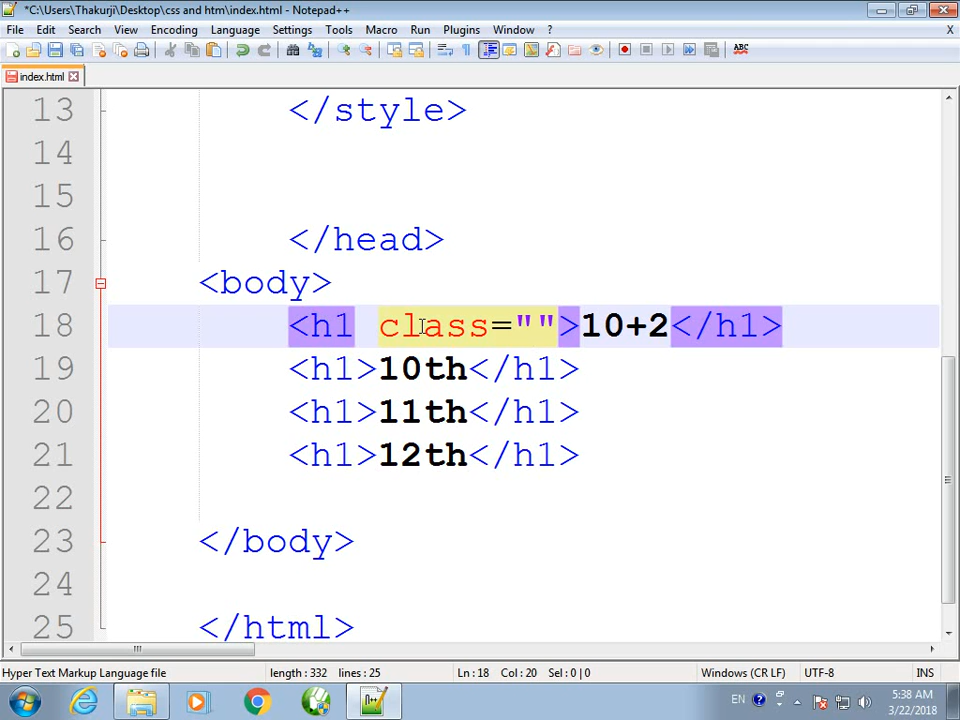 *C:\Users\Thakurji\Desktop\css and htm\index.html - Notepad++
File Edit Search View Encoding Language Settings Tools Macro Run Plugins Window ? X
ABC
index.html
13 </style>
14
15
16 </head>
17 <body>
18 <h1 class="">10+2</h1>
19 <h1>10th</h1>
20 <h1>11th</h1>
21 <h1>12th</h1>
22
23 </body>
24
25 </html>
Hyper Text Markup Language file length : 332 lines : 25 Ln : 18 Col : 20 Sel : 0 | 0 Windows (CR LF) UTF-8 INS
EN 5:38 AM
3/22/2018